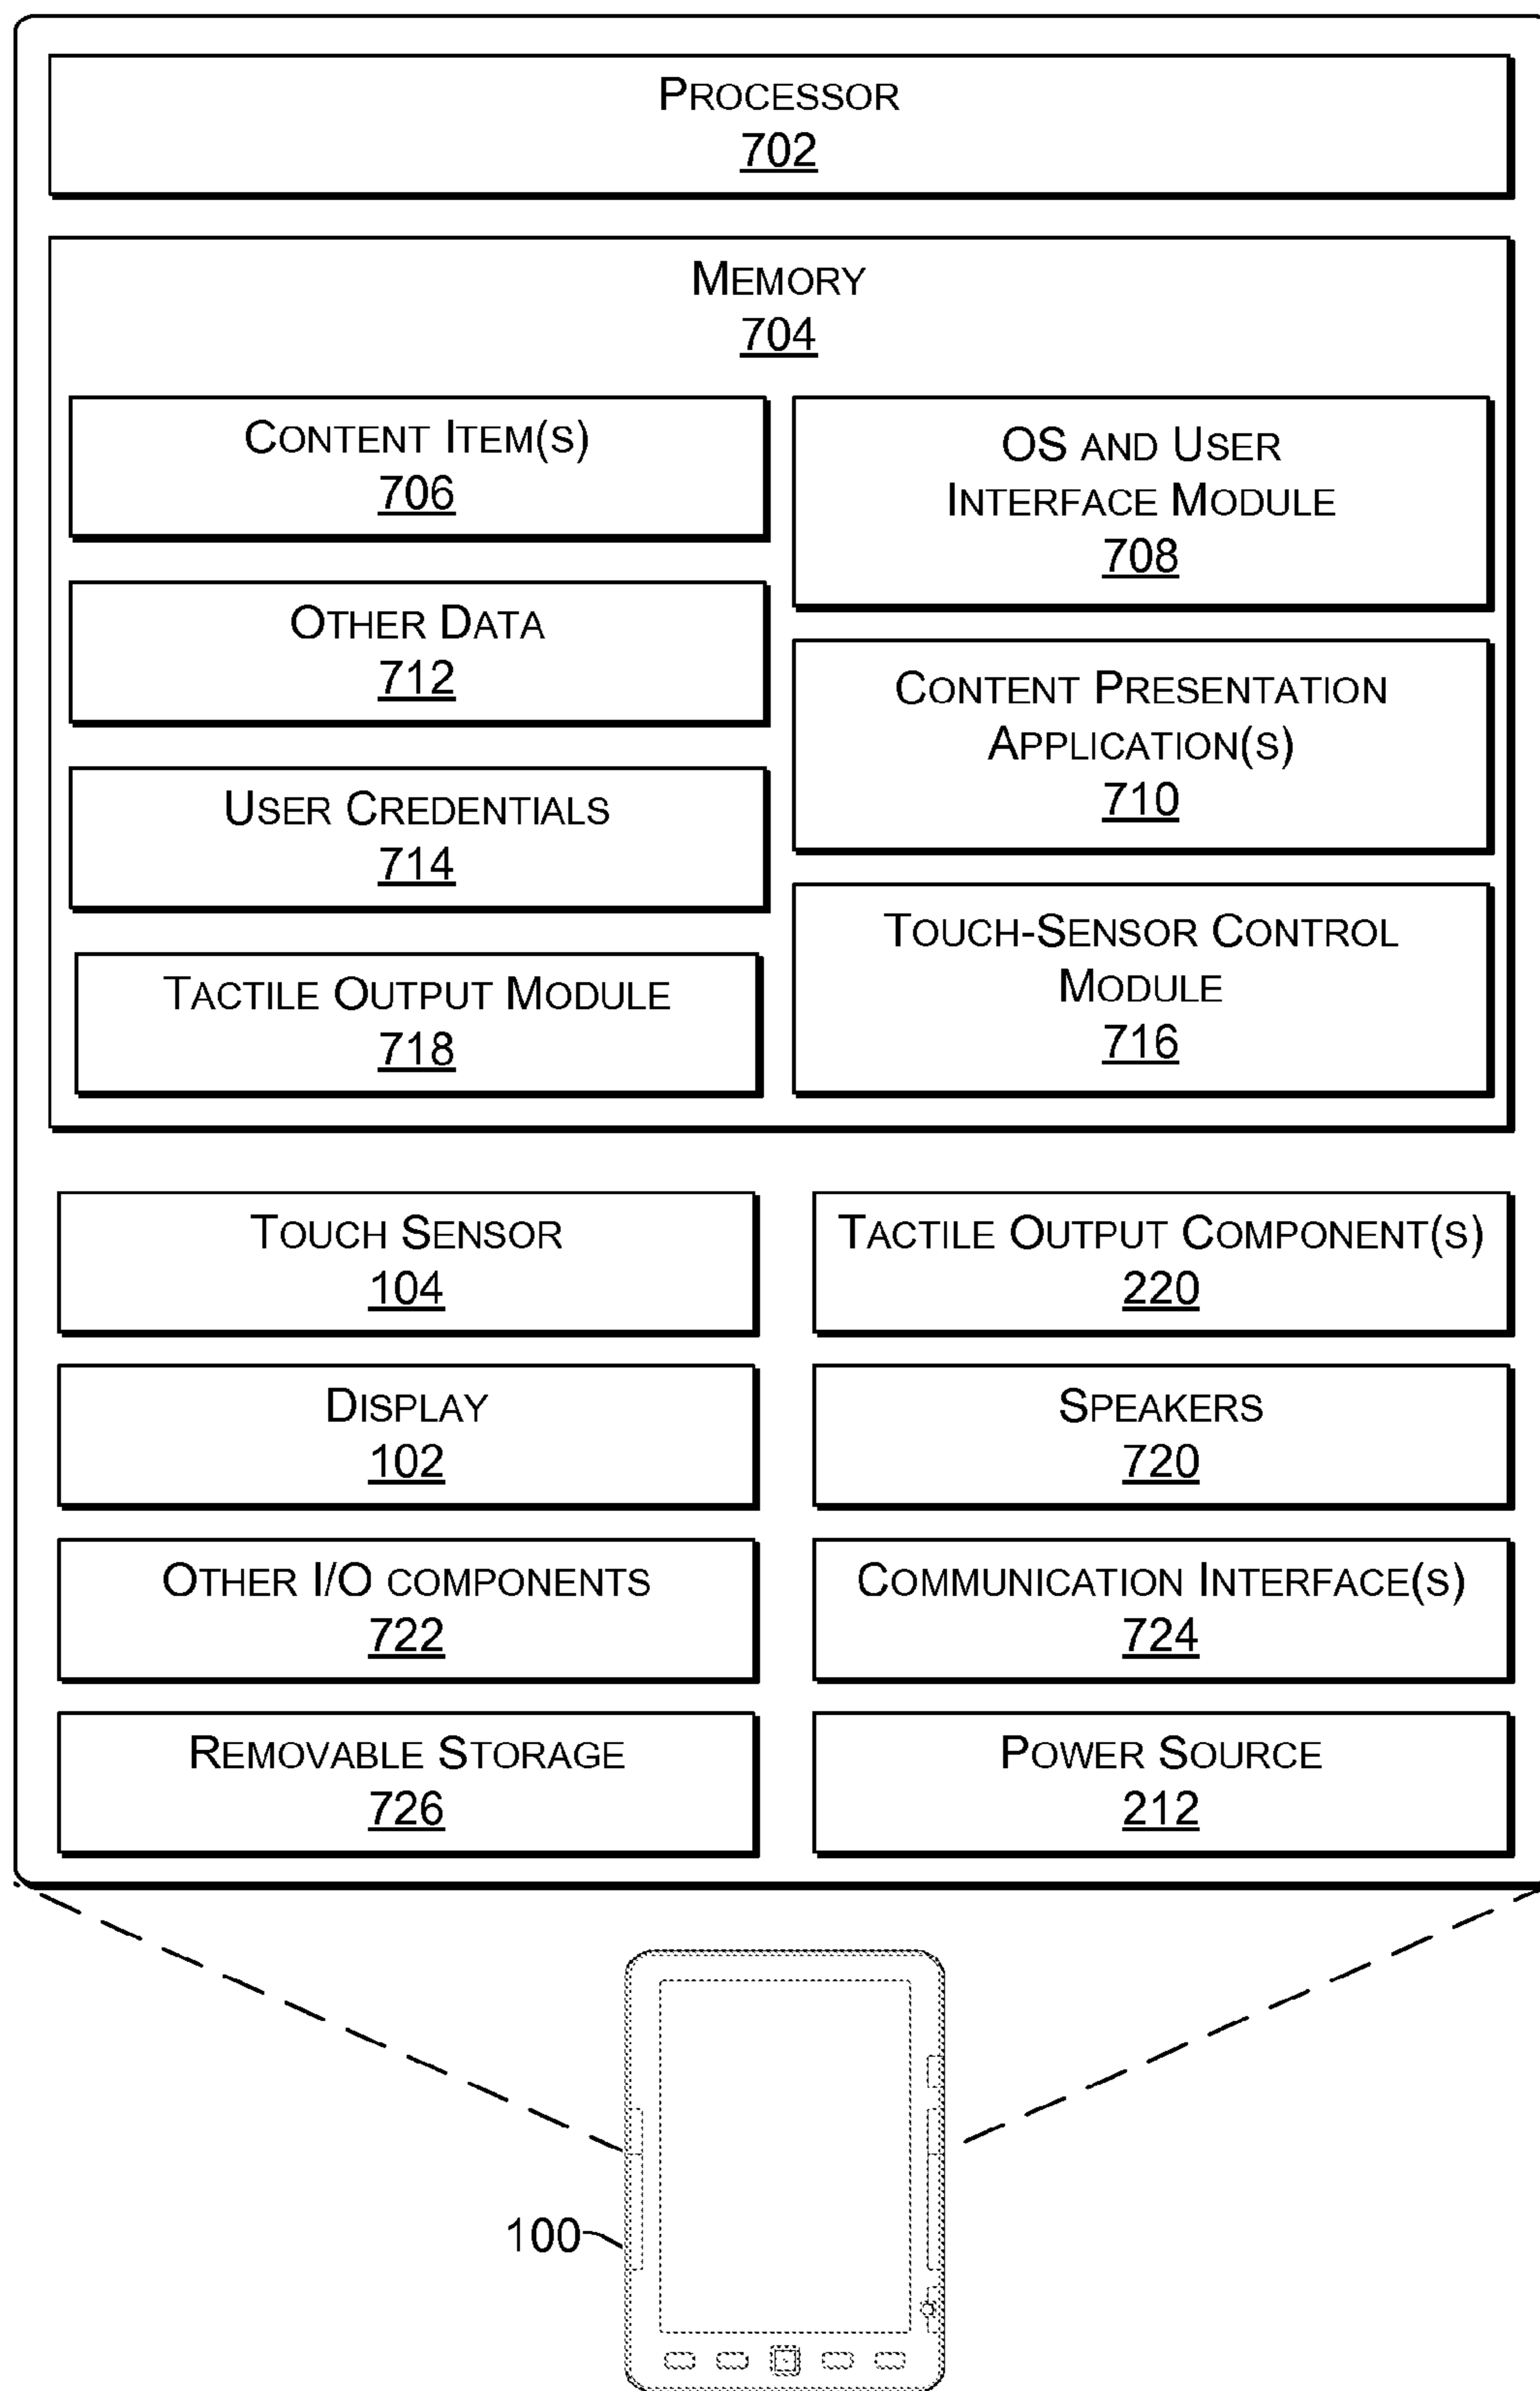 PROCESSOR
702
MEMORY
704
CONTENT ITEM(S)
706
OTHER DATA
712
USER CREDENTIALS
714
TACTILE OUTPUT MODULE
718
OS AND USER
INTERFACE MODULE
708
CONTENT PRESENTATION
APPLICATION(S)
710
TOUCH-SENSOR CONTROL
MODULE
716
TOUCH SENSOR
104
TACTILE OUTPUT COMPONENT(S)
220
DISPLAY
102
SPEAKERS
720
OTHER I/O COMPONENTS
722
COMMUNICATION INTERFACE(S)
724
REMOVABLE STORAGE
726
POWER SOURCE
212
100